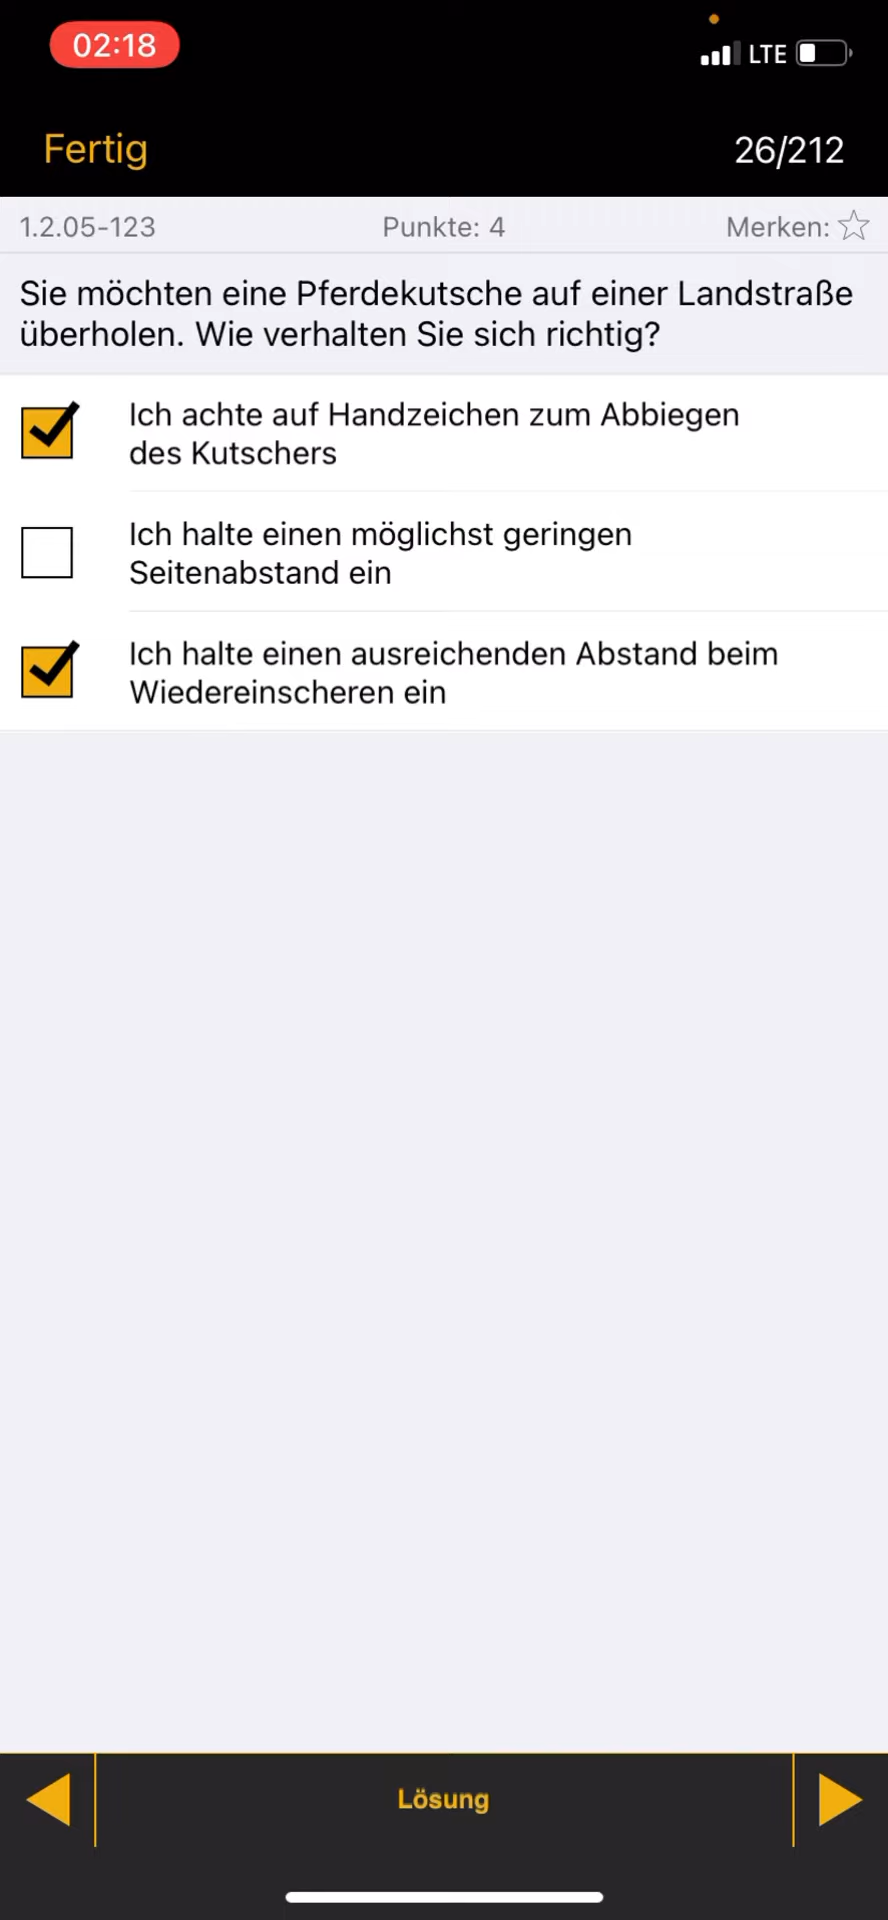 02:18
LTE
Fertig
26/212
1.2.05-123
Punkte: 4
Merken:
Sie möchten eine Pferdekutsche auf einer Landstraße
überholen. Wie verhalten Sie sich richtig?
Ich achte auf Handzeichen zum Abbiegen
des Kutschers
Ich halte einen möglichst geringen
Seitenabstand ein
Ich halte einen ausreichenden Abstand beim
Wiedereinscheren ein
Lösung